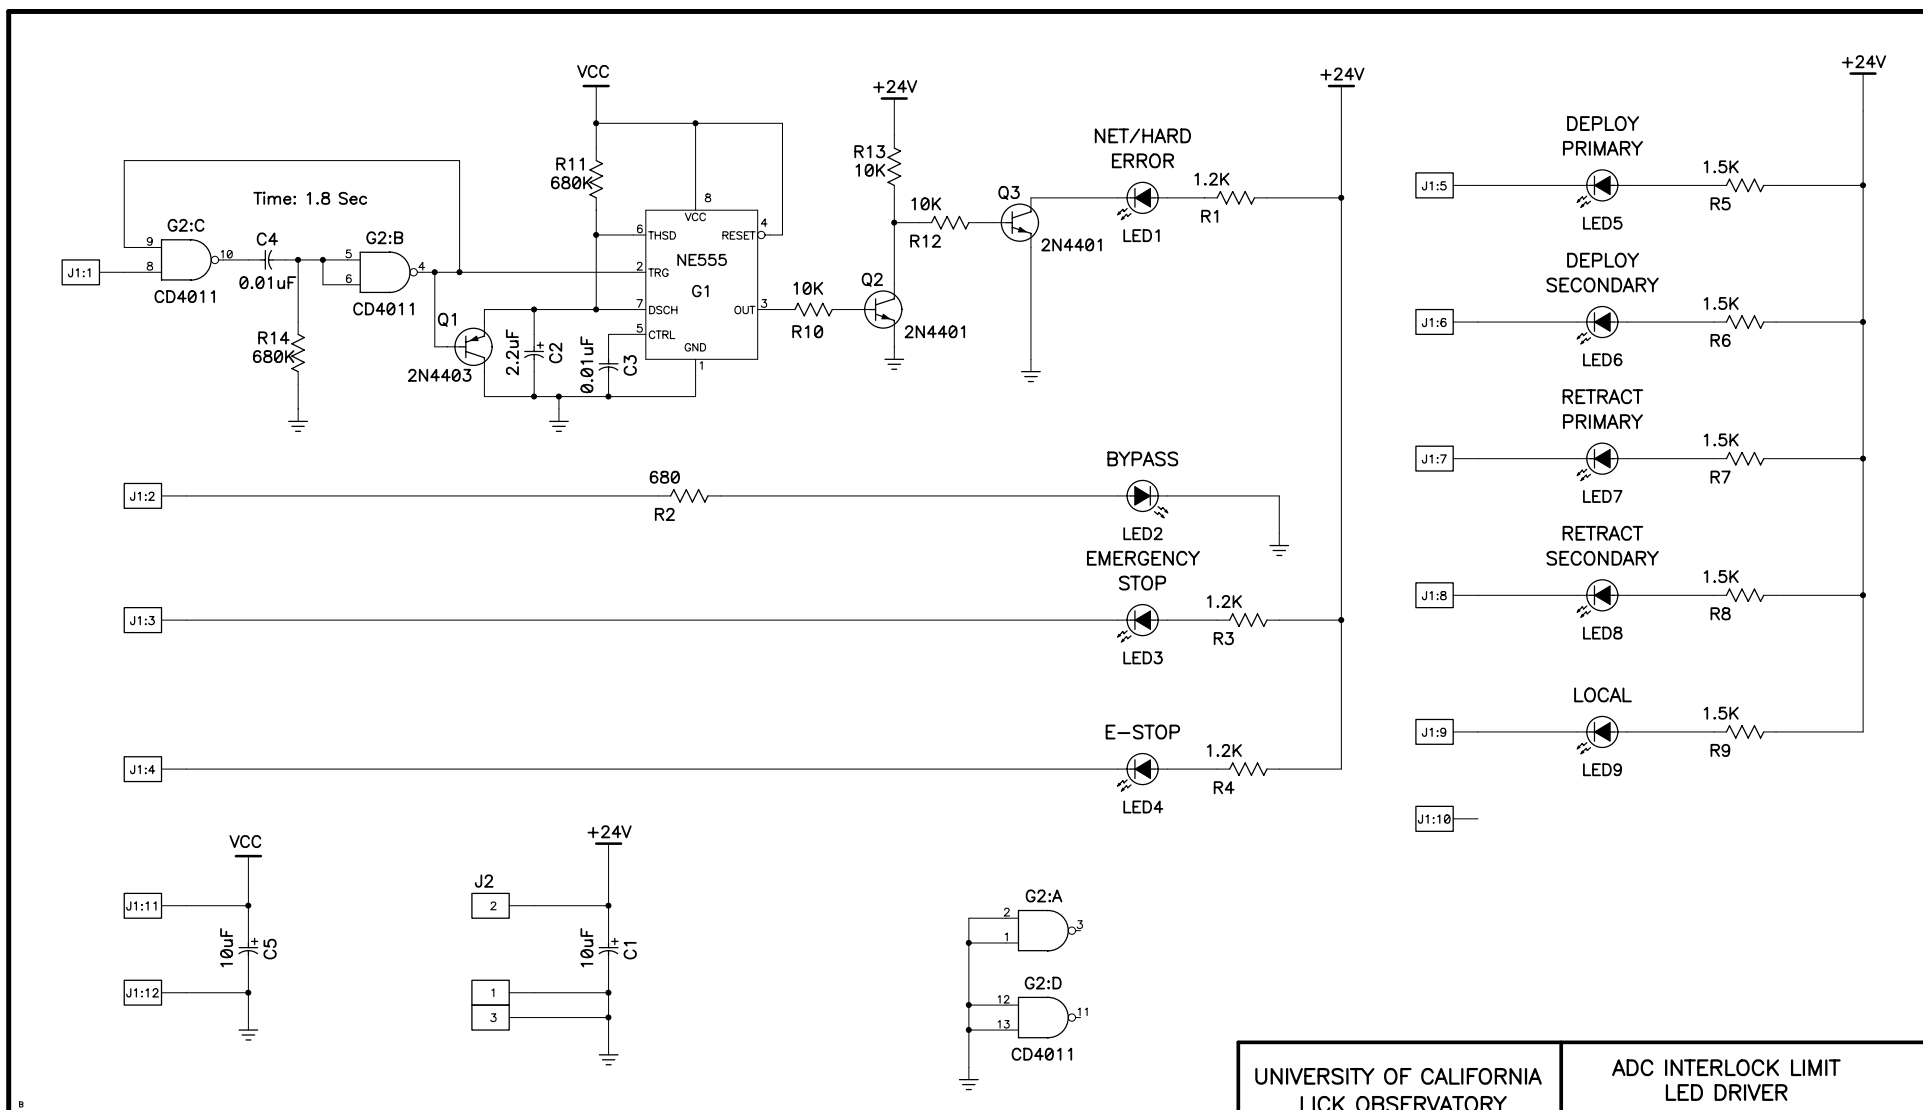 VCC
+24V
+24V
+24V
R11
680K
Time: 1.8 Sec
8
VCC
4
RESET
6
THSD
NE555
2
TRG
G1
7
DSCH
OUT
3
5
CTRL
GND
1
9
8
G2:C
10
CD4011
J1:1
C4
0.01uF
R14
680K
5
6
G2:B
4
CD4011
Q1
2N4403
2.2uF
+
C2
0.01uF
C3
R13
10K
10K
R12
10K
R10
Q2
2N4401
Q3
2N4401
NET/HARD
ERROR
LED1
1.2K
R1
J1:2
680
R2
BYPASS
LED2
J1:3
EMERGENCY
STOP
LED3
1.2K
R3
J1:4
E-STOP
LED4
1.2K
R4
J1:5
DEPLOY
PRIMARY
LED5
1.5K
R5
J1:6
DEPLOY
SECONDARY
LED6
1.5K
R6
J1:7
RETRACT
PRIMARY
LED7
1.5K
R7
J1:8
RETRACT
SECONDARY
LED8
1.5K
R8
J1:9
LOCAL
LED9
1.5K
R9
J1:10
VCC
J1:11
10uF
+
C5
J1:12
+24V
J2
2
10uF
+
C1
1
3
G2:A
2
1
3
G2:D
12
13
11
CD4011
UNIVERSITY OF CALIFORNIA
LICK OBSERVATORY
ADC INTERLOCK LIMIT
LED DRIVER
B